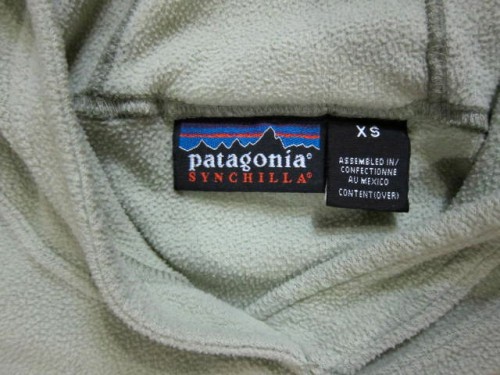 patagonia®
SYNCHILLA®
XS
ASSEMBLED IN/
CONFECTIONNE
AU MEXICO
CONTENT(OVER)